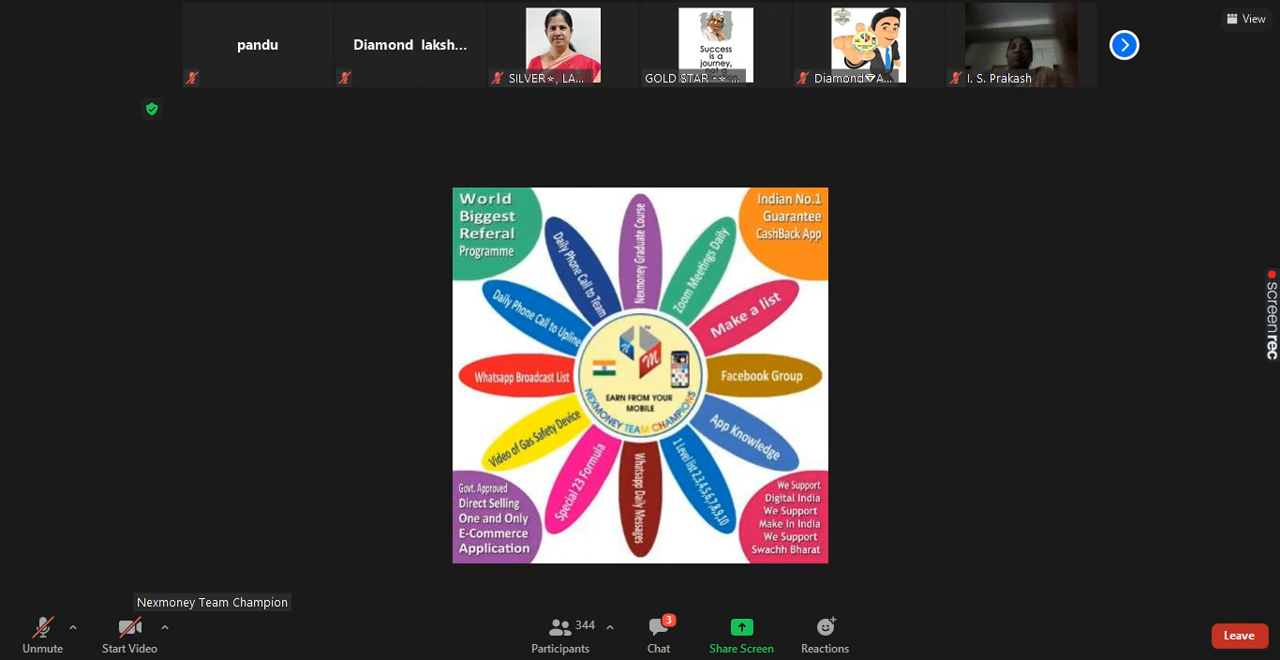 pandu
Diamond laksh...
Success
is a
journey,
SILVER⭐, LA...
GOLD STAR
Diamond💎A...
I. S. Prakash
View
World
Biggest
Referal
Programme
Indian No.1
Guarantee
CashBack App
Nexmoney Graduate Course
Zoom Meetings Daily
Make a list
Facebook Group
App Knowledge
1 Level list 2,3,4,5,6,7,8,9,10
Whatsapp Daily Messages
Special 23 Formula
Video of Gas Safety Device
Whatsapp Broadcast List
Daily Phone Call to Upline
Daily Phone Call to Team
EARN FROM YOUR
MOBILE
NEXMONEY TEAM CHAMPIONS
Govt. Approved
Direct Selling
One and Only
E-Commerce
Application
We Support
Digital India
We Support
Make In India
We Support
Swachh Bharat
screenrec
Nexmoney Team Champion
344
3
Unmute
Start Video
Participants
Chat
Share Screen
Reactions
Leave